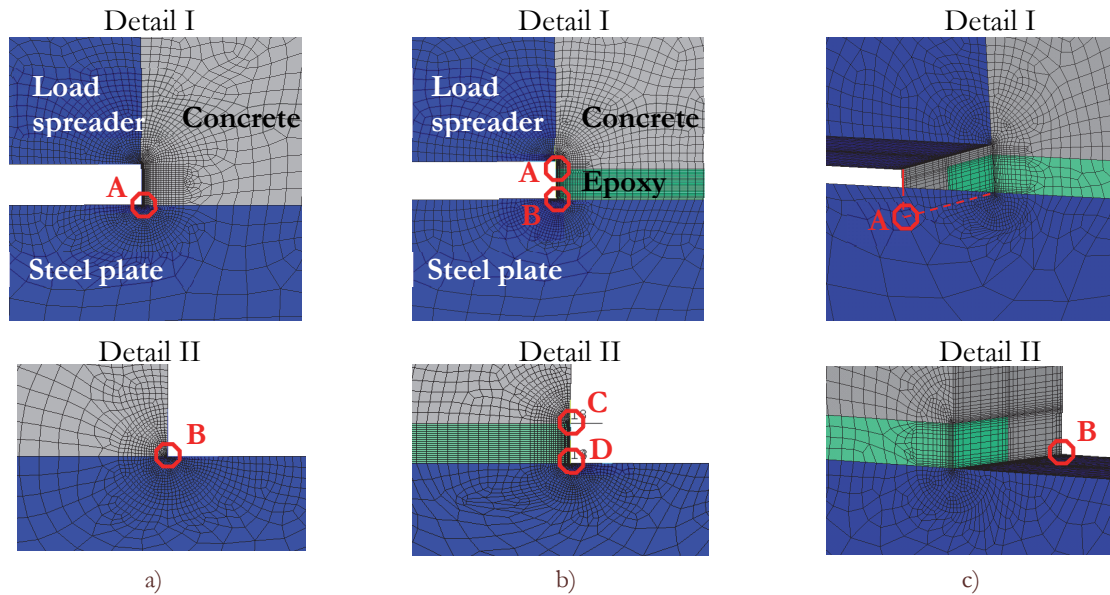 Detail I
Load
spreader
Concrete
A
Steel plate
Detail II
B
a)
Detail I
Load
spreader
Concrete
A
Epoxy
B
Steel plate
Detail II
C
D
b)
Detail I
A
Detail II
B
c)